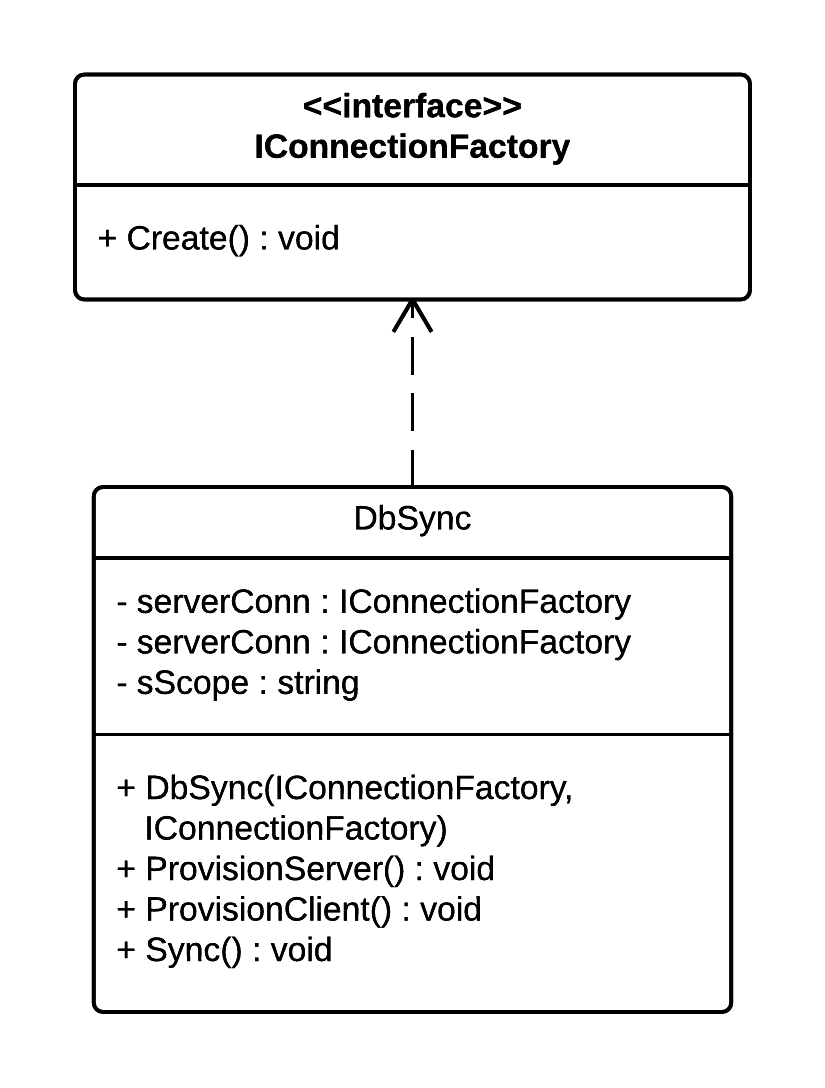 <<interface>>
IConnectionFactory
+ Create() : void
DbSync
- serverConn : IConnectionFactory
- serverConn : IConnectionFactory
- sScope : string
+ DbSync(IConnectionFactory,
IConnectionFactory)
+ ProvisionServer() : void
+ ProvisionClient() : void
+ Sync() : void